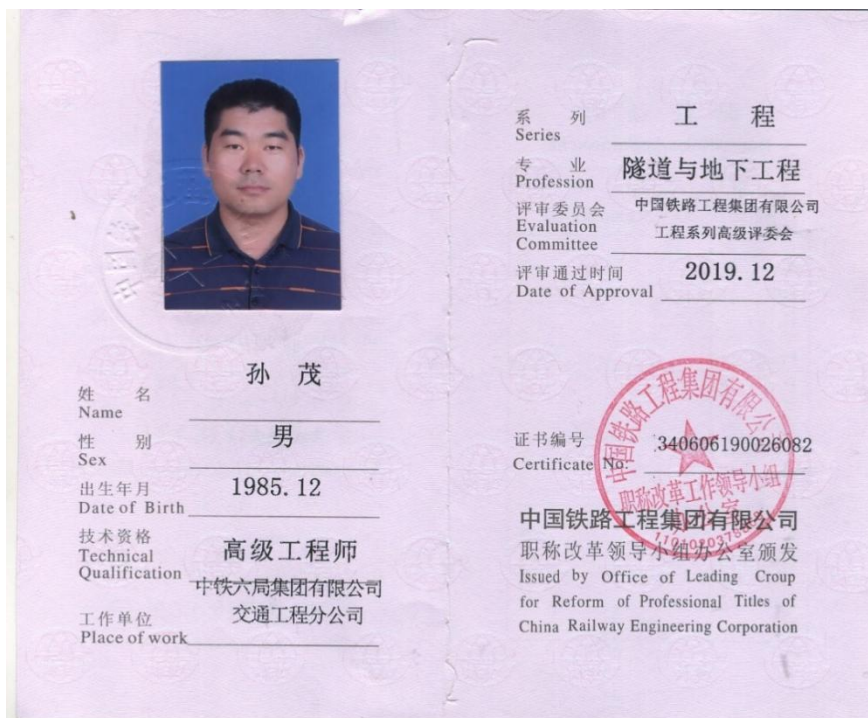 孙 茂
姓 名
Name
男
性 别
Sex
1985.12
出生年月
Date of Birth
技术资格
Technical
Qualification
高级工程师
中铁六局集团有限公司
交通工程分公司
工作单位
Place of work
系 列
Series
工 程
专 业
Profession
隧道与地下工程
评审委员会
Evaluation
Committee
中国铁路工程集团有限公司
工程系列高级评委会
评审通过时间
Date of Approval
2019.12
中国铁路工程集团有限公司
职称改革工作领导小组
证书编号
Certificate No:
340606190026082
中国铁路工程集团有限公司
职称改革领导小组办公室颁发
Issued by Office of Leading Croup
for Reform of Professional Titles of
China Railway Engineering Corporation